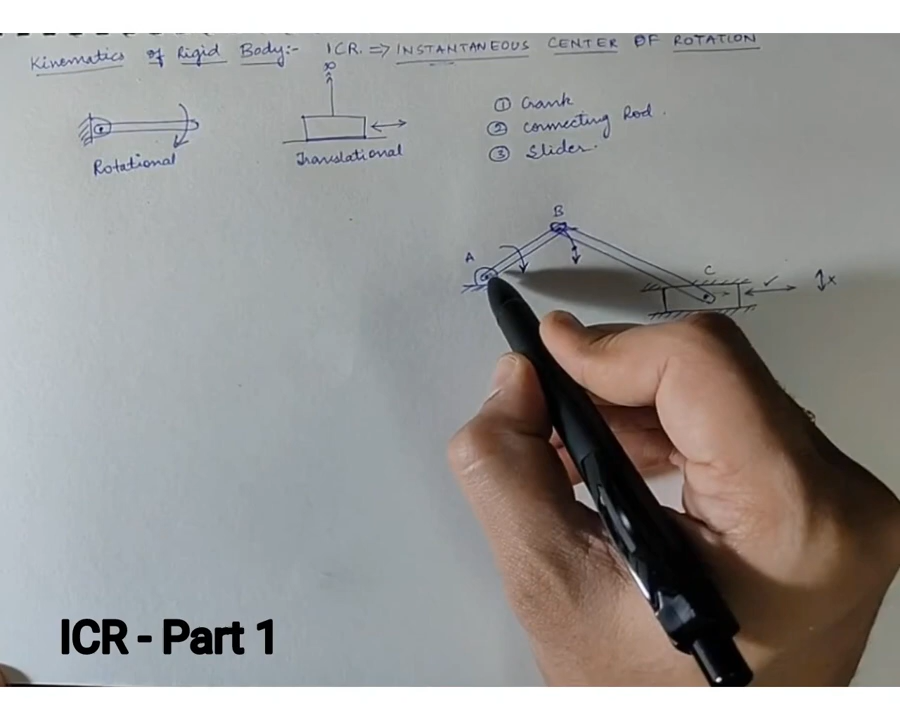 Kinematics of Rigid Body:- ICR. => INSTANTANEOUS CENTER OF ROTATION
∞
Rotational
Translational
① Crank
② Connecting Rod.
③ Slider.
B
A
C
x
ICR - Part 1